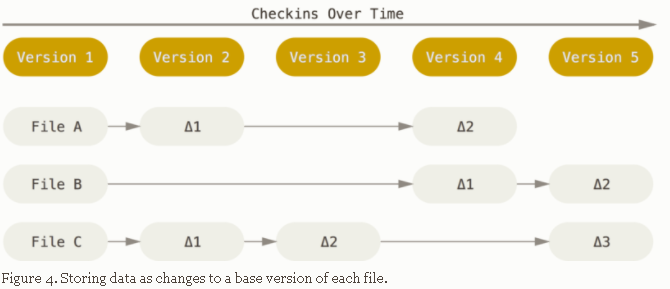 Checkins Over Time
Version 1 Version 2 Version 3 Version 4 Version 5
File A Δ1 Δ2
File B Δ1 Δ2
File C Δ1 Δ2 Δ3
Figure 4. Storing data as changes to a base version of each file.